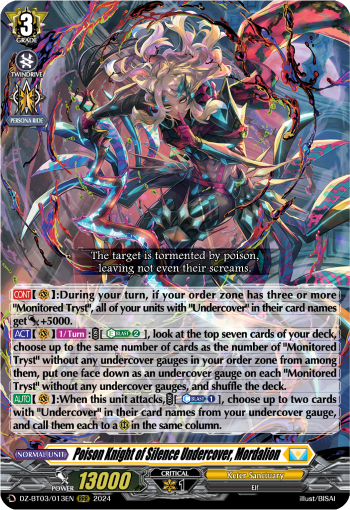 3
GRADE
TWINDRIVE
PERSONA RIDE
The target is tormented by poison,
leaving not even their screams.
CONT [ ]:During your turn, if your order zone has three or more
"Monitored Tryst", all of your units with "Undercover" in their card names
get +5000.
ACT [ ] 1/Turn :[ BLAST 2 ], look at the top seven cards of your deck,
choose up to the same number of cards as the number of "Monitored
Tryst" without any undercover gauges in your order zone from among
them, put one face down as an undercover gauge on each "Monitored
Tryst" without any undercover gauges, and shuffle the deck.
AUTO [ ]:When this unit attacks, [ BLAST 1 ], choose up to two cards
with "Undercover" in their card names from your undercover gauge,
and call them each to a in the same column.
NORMAL UNIT
Poison Knight of Silence Undercover, Mordalion
POWER 13000
CRITICAL
1
Keter Sanctuary
Elf
DZ-BT03/013EN RRR 2024
illust/BISAI